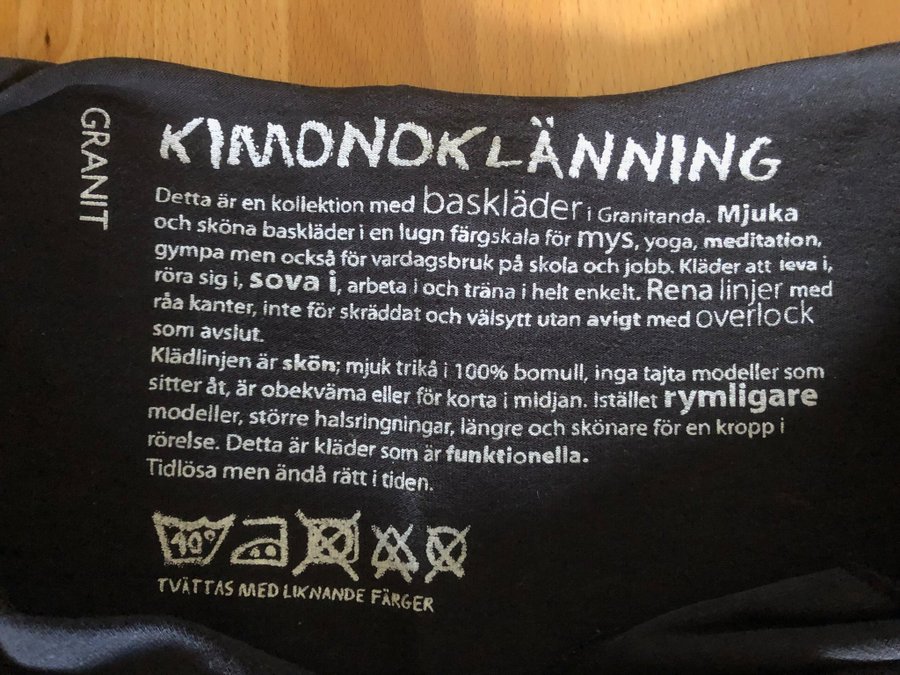 GRANIT
KIMONOKLÄNNING
Detta är en kollektion med baskläder i Granitanda. Mjuka
och sköna baskläder i en lugn färgskala för mys, yoga, meditation,
gympa men också för vardagsbruk på skola och jobb. Kläder att leva i,
röra sig i, sova i, arbeta i och träna i helt enkelt. Rena linjer med
råa kanter, inte för skräddat och välsytt utan avigt med overlock
som avslut.
Klädlinjen är skön; mjuk trikå i 100% bomull, inga tajta modeller som
sitter åt, är obekväma eller för korta i midjan. Istället rymligare
modeller, större halsringningar, längre och skönare för en kropp i
rörelse. Detta är kläder som är funktionella.
Tidlösa men ändå rätt i tiden.
40°
TVÄTTAS MED LIKNANDE FÄRGER